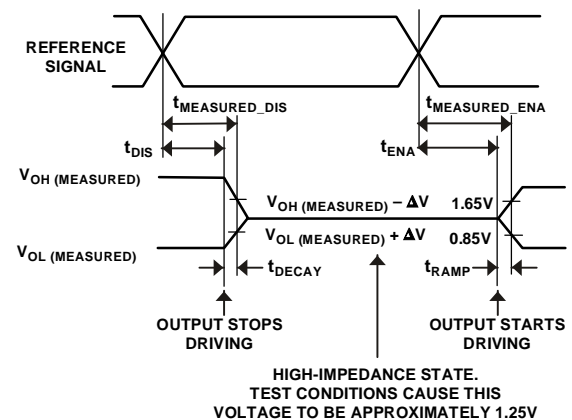 REFERENCE
SIGNAL
tMEASURED_DIS
tMEASURED_ENA
tDIS
tENA
VOH (MEASURED)
VOH (MEASURED) – ΔV
1.65V
VOL (MEASURED) + ΔV
0.85V
VOL (MEASURED)
tDECAY
tRAMP
OUTPUT STOPS
DRIVING
OUTPUT STARTS
DRIVING
HIGH-IMPEDANCE STATE.
TEST CONDITIONS CAUSE THIS
VOLTAGE TO BE APPROXIMATELY 1.25V